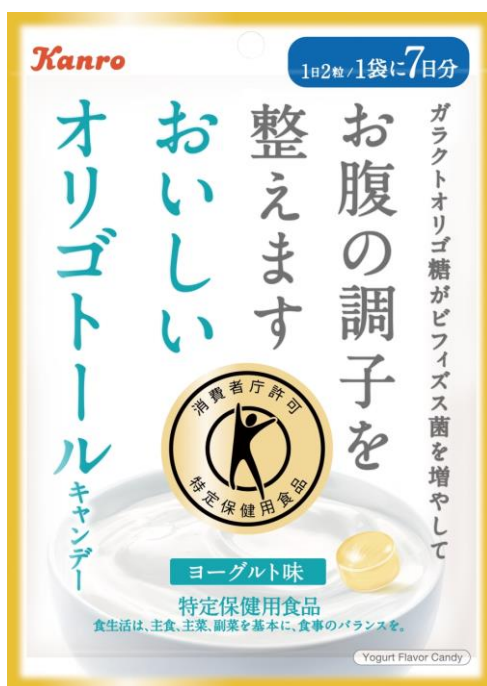 Kanro
1日2粒/1袋に7日分
ガラクトオリゴ糖がビフィズス菌を増やして
お腹の調子を
整えます
おいしい
オリゴトール
キャンデー
消費者庁許可
特定保健用食品
ヨーグルト味
特定保健用食品
食生活は、主食、主菜、副菜を基本に、食事のバランスを。
Yogurt Flavor Candy